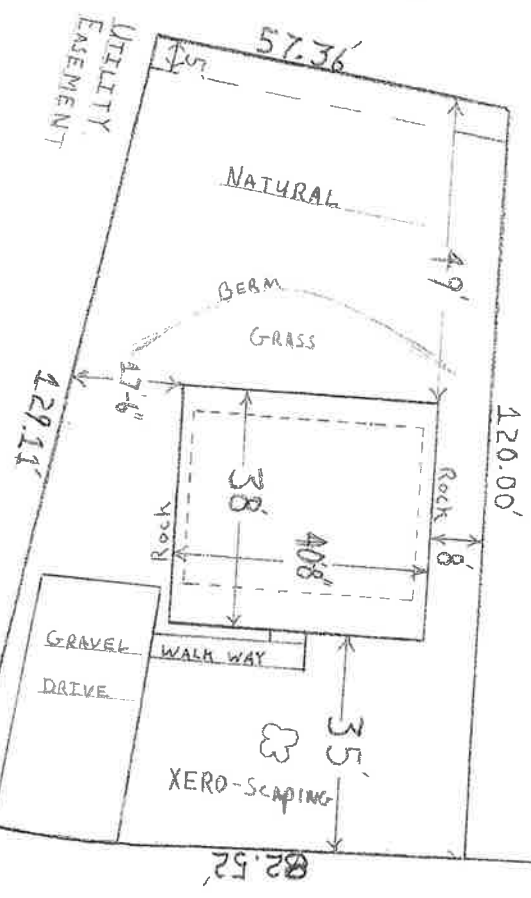 57.36'
5'
UTILITY
EASEMENT
NATURAL
49'
BERM
GRASS
17'-6"
120.00'
129.11'
38'
Rock
8'
40'8"
Rock
GRAVEL
DRIVE
WALK WAY
35'
XERO-SCAPING
82.52'